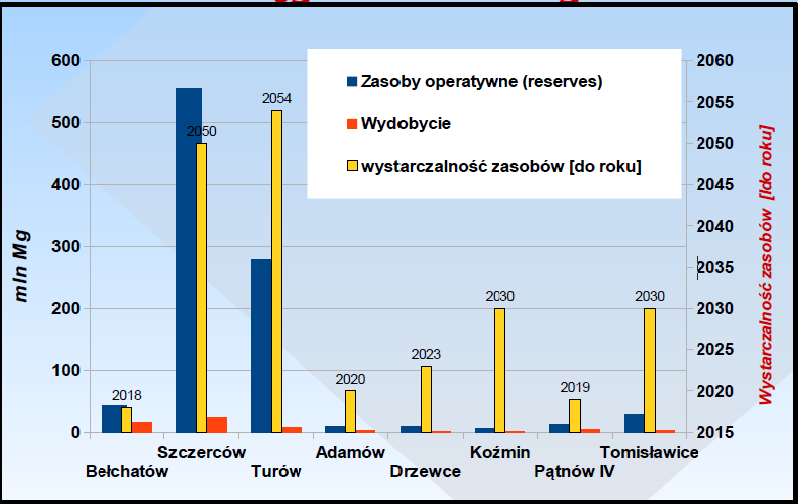 600
500
400
300
200
100
0
mln Mg
2060
2055
2050
2045
2040
2035
2030
2025
2020
2015
Wystarczalność zasobów [ldo roku]
Zasoby operatywne (reserves)
Wydobycie
wystarczalność zasobów [do roku]
2018
2050
2054
2020
2023
2030
2019
2030
Bełchatów
Szczerców
Turów
Adamów
Drzewce
Koźmin
Pątnów IV
Tomisławice